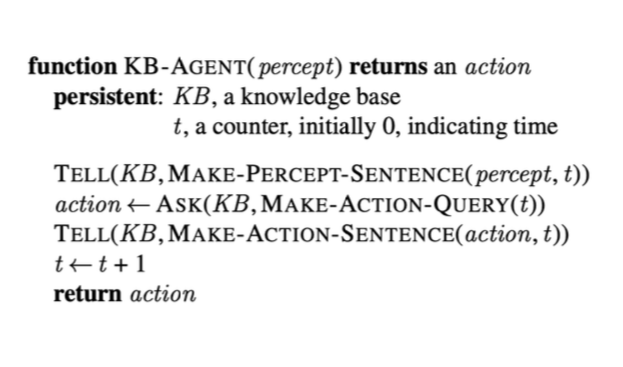 function KB-AGENT(percept) returns an action
persistent: KB, a knowledge base
t, a counter, initially 0, indicating time
TELL(KB, MAKE-PERCEPT-SENTENCE(percept, t))
action ← ASK(KB, MAKE-ACTION-QUERY(t))
TELL(KB, MAKE-ACTION-SENTENCE(action, t))
t ← t + 1
return action